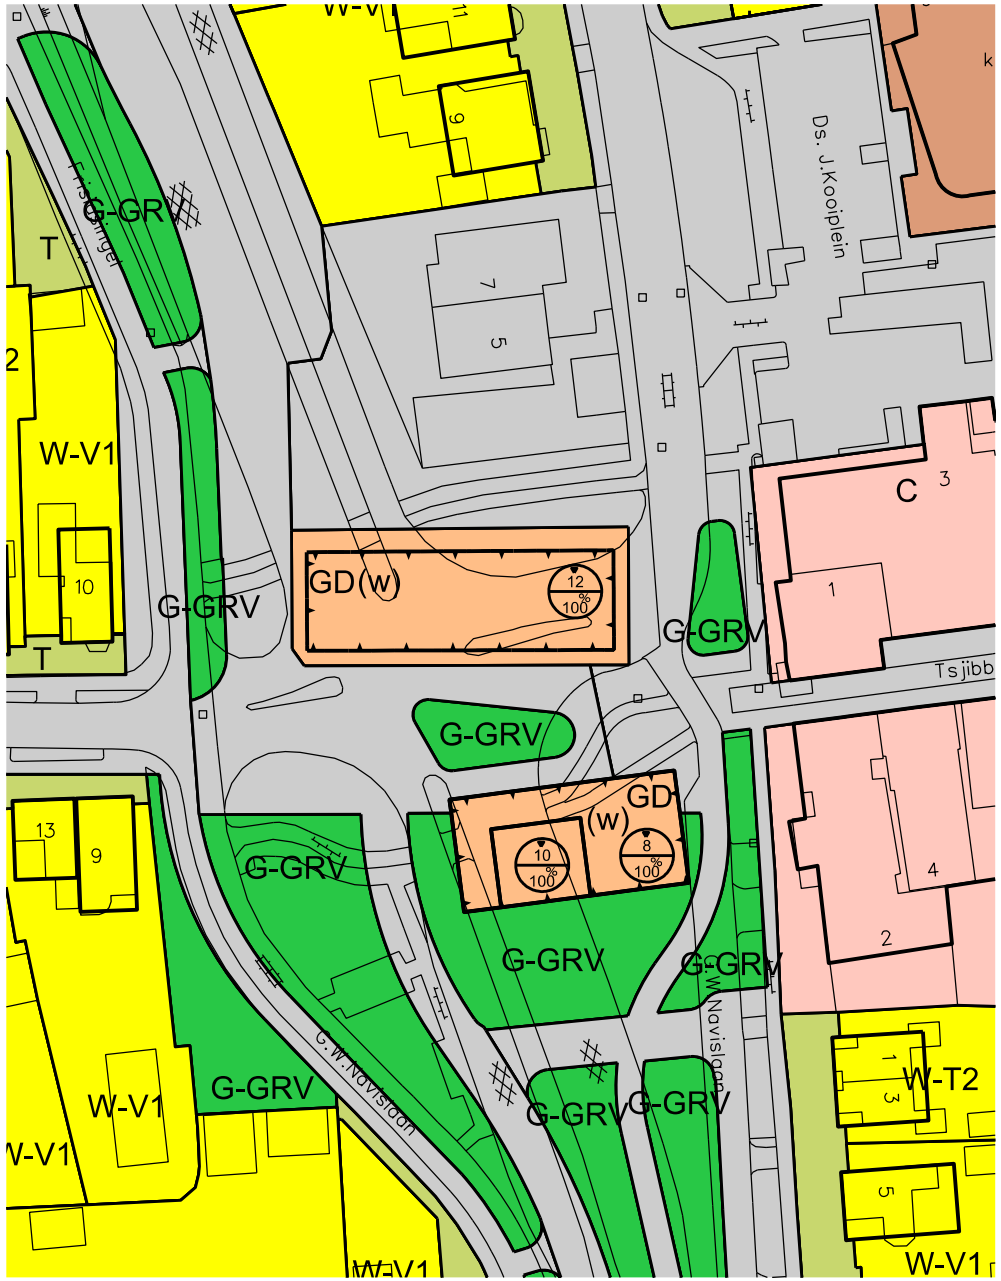 W-V
11
k
9
Ds. J.Kooiplein
G-GRV
T
7
5
2
W-V1
C
3
GD(w)
12
100%
10
1
G-GRV
G-GRV
T
Tsjibb
G-GRV
GD
(w)
13
9
10
100%
8
100%
G-GRV
4
2
G-GRV
G-GRV
G.W.Navislaan
G.W.Navislaan
1
3
W-T2
G-GRV
W-V1
G-GRV
G-GRV
W-V1
5
W-V1
W-V1